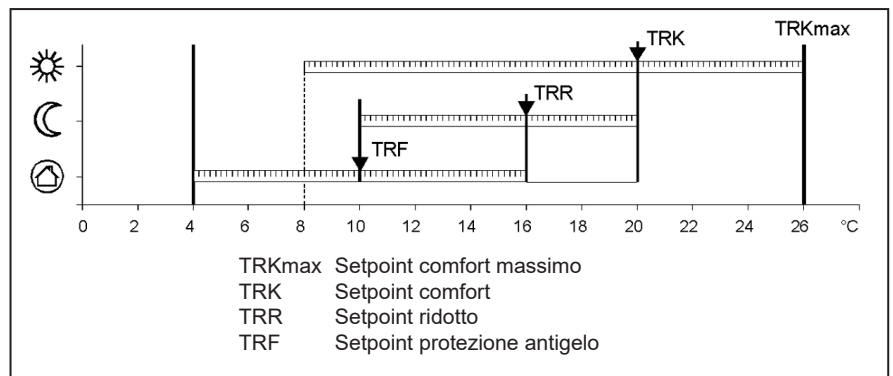 TRKmax
TRK
TRR
TRF
0 2 4 6 8 10 12 14 16 18 20 22 24 26 °C
TRKmax Setpoint comfort massimo
TRK Setpoint comfort
TRR Setpoint ridotto
TRF Setpoint protezione antigelo